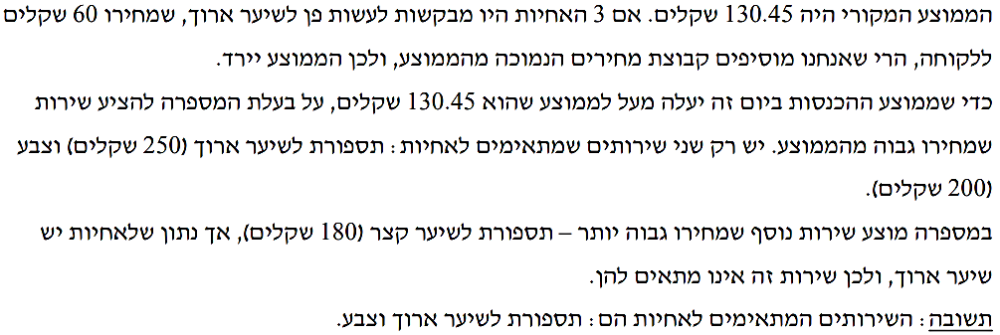 הממוצע המקורי היה 130.45 שקלים. אם 3 האחיות היו מבקשות לעשות פן לשיער ארוך, שמחירו 60 שקלים
ללקוחה, הרי שאנחנו מוסיפים קבוצת מחירים הנמוכה מהממוצע, ולכן הממוצע יירד.
כדי שממוצע ההכנסות ביום זה יעלה מעל לממוצע שהוא 130.45 שקלים, על בעלת המספרה להציע שירות
שמחירו גבוה מהממוצע. יש רק שני שירותים שמתאימים לאחיות: תספורת לשיער ארוך (250 שקלים) וצבע
(200 שקלים).
במספרה מוצע שירות נוסף שמחירו גבוה יותר – תספורת לשיער קצר (180 שקלים), אך נתון שלאחיות יש
שיער ארוך, ולכן שירות זה אינו מתאים להן.
תשובה: השירותים המתאימים לאחיות הם: תספורת לשיער ארוך וצבע.